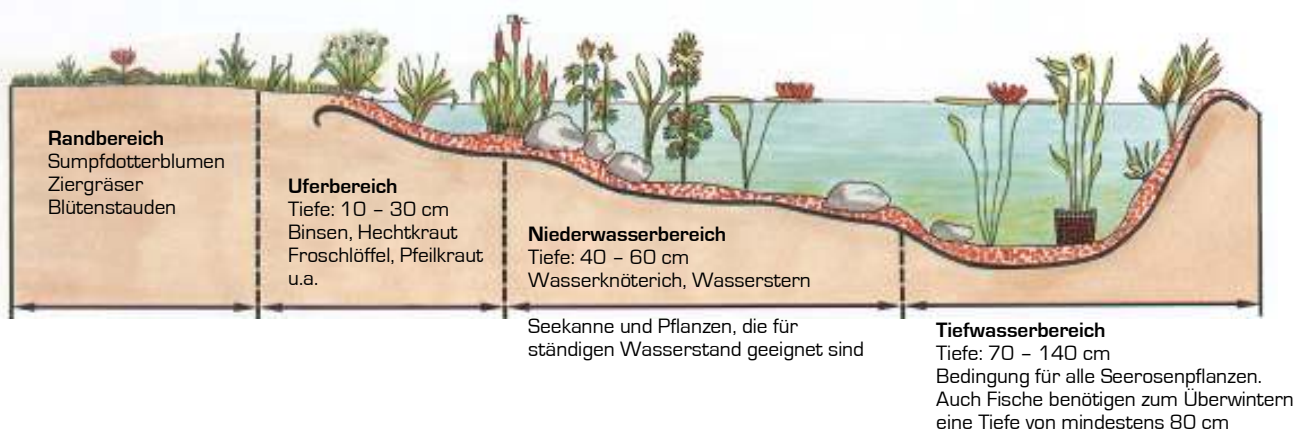 Randbereich
Sumpfdotterblumen
Ziergräser
Blütenstauden
Uferbereich
Tiefe: 10 – 30 cm
Binsen, Hechtkraut
Froschlöffel, Pfeilkraut
u.a.
Niederwasserbereich
Tiefe: 40 – 60 cm
Wasserknöterich, Wasserstern
Seekanne und Pflanzen, die für
ständigen Wasserstand geeignet sind
Tiefwasserbereich
Tiefe: 70 – 140 cm
Bedingung für alle Seerosenpflanzen.
Auch Fische benötigen zum Überwintern
eine Tiefe von mindestens 80 cm